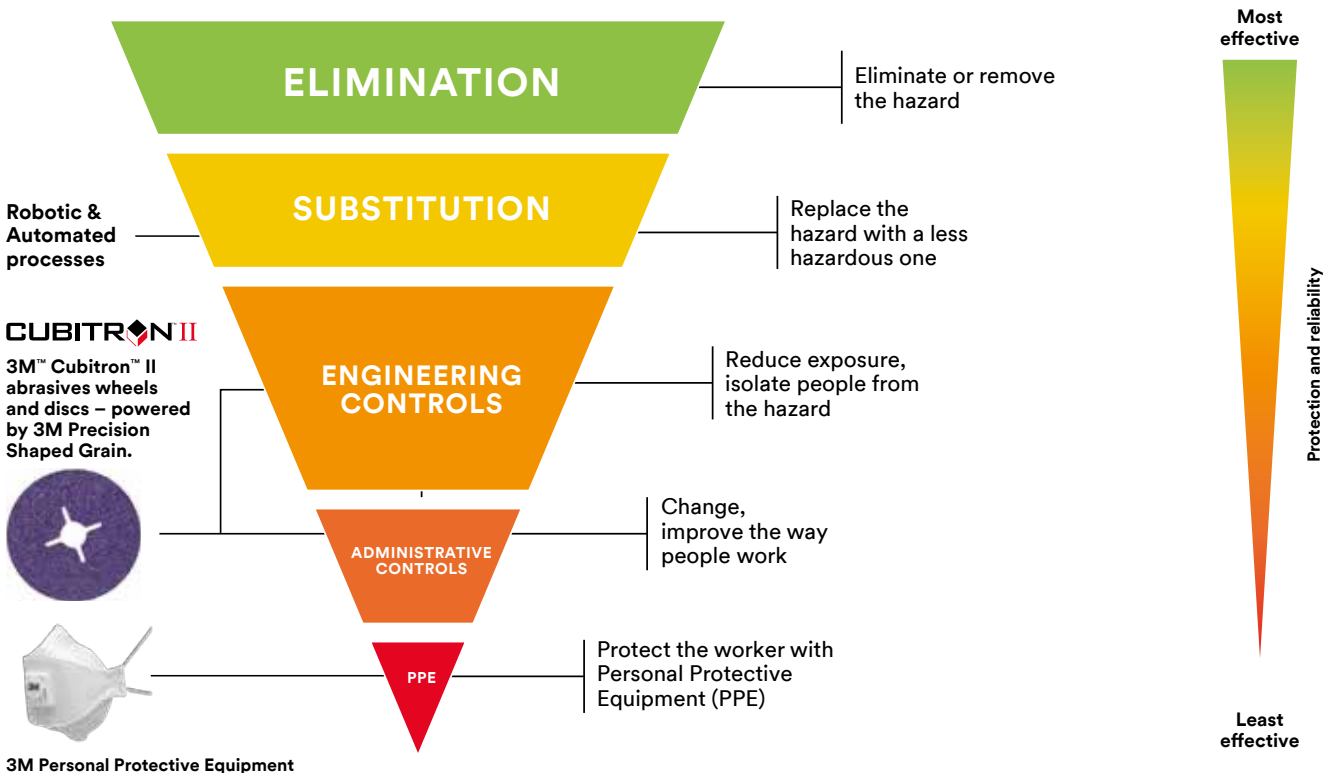 Most
effective
ELIMINATION
Eliminate or remove
the hazard
Robotic &
Automated
processes
SUBSTITUTION
Replace the
hazard with a less
hazardous one
CUBITRON™ II
3M™ Cubitron™ II
abrasives wheels
and discs – powered
by 3M Precision
Shaped Grain.
ENGINEERING
CONTROLS
Reduce exposure,
isolate people from
the hazard
Protection and reliability
ADMINISTRATIVE
CONTROLS
Change,
improve the way
people work
3M
PPE
Protect the worker with
Personal Protective
Equipment (PPE)
Least
effective
3M Personal Protective Equipment